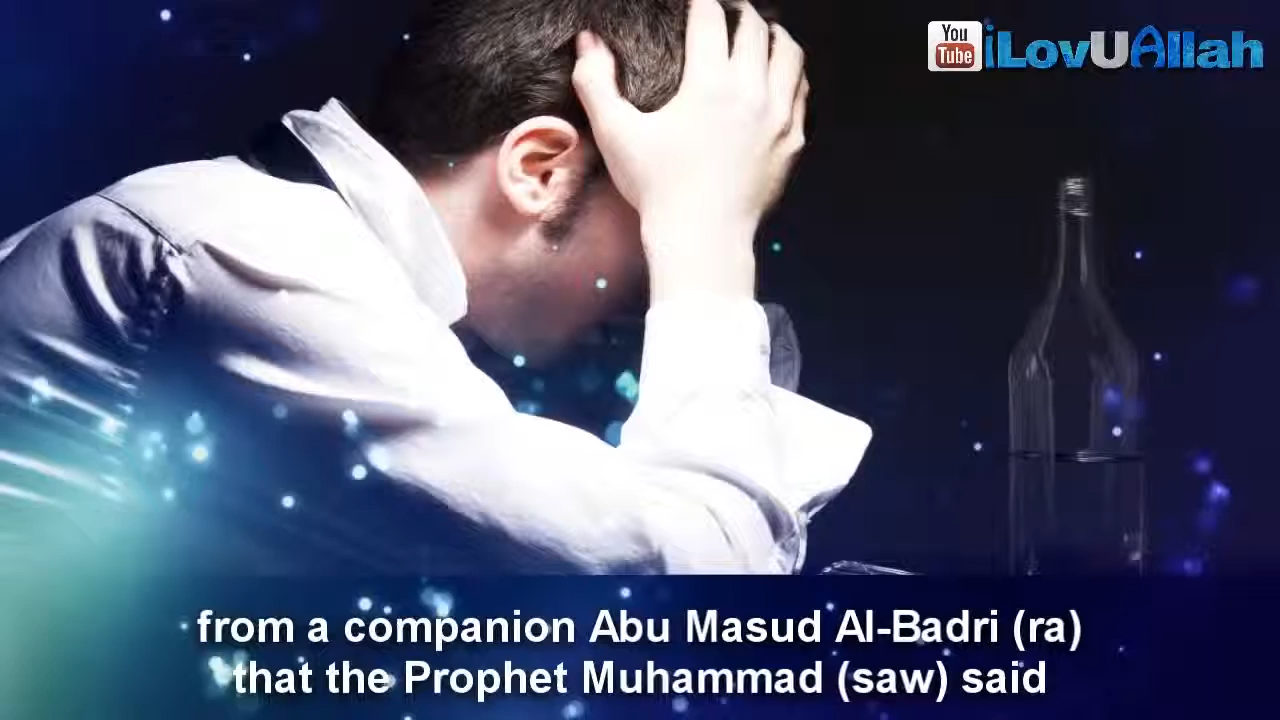 You
Tube
iLovUAllah
from a companion Abu Masud Al-Badri (ra)
that the Prophet Muhammad (saw) said